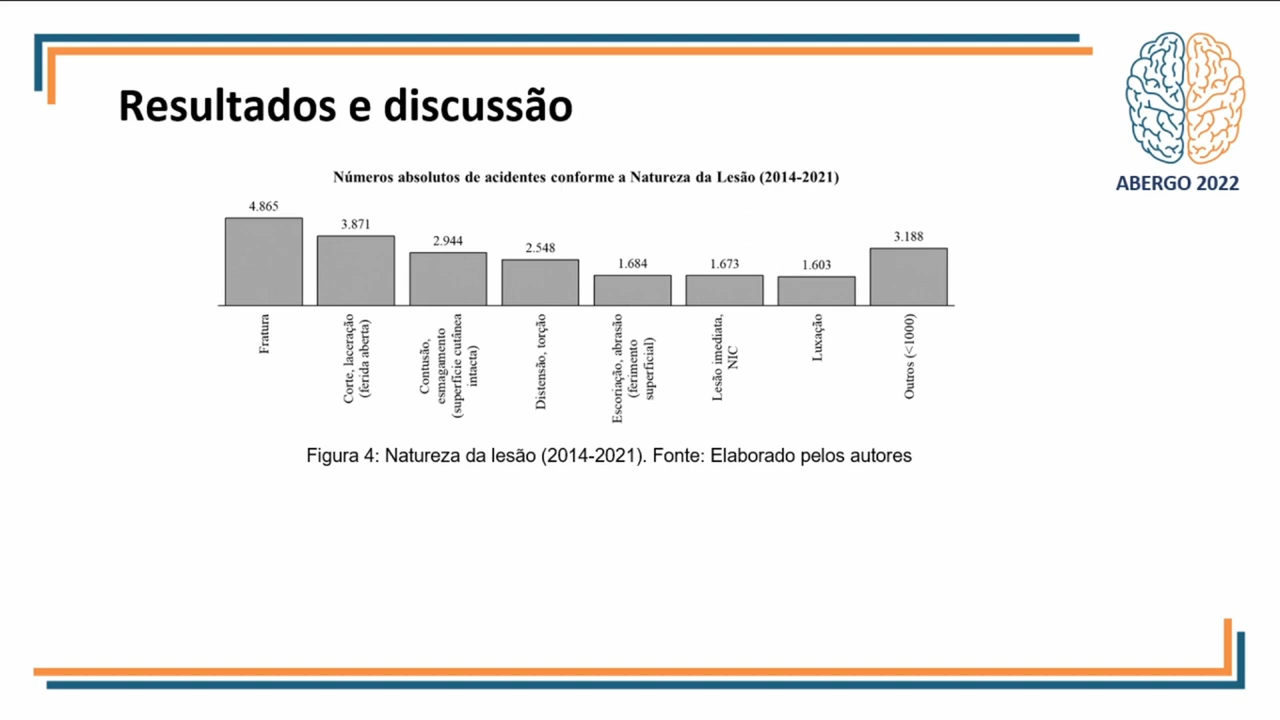 Resultados e discussão
ABERGO 2022
Números absolutos de acidentes conforme a Natureza da Lesão (2014-2021)
4.865
3.871
2.944
2.548
1.684
1.673
1.603
3.188
Fratura
Corte, laceração
(ferida aberta)
Contusão,
esmagamento
(superfície cutânea
intacta)
Distensão, torção
Escoriação, abrasão
(ferimento
superficial)
Lesão imediata,
NIC
Luxação
Outros (<1000)
Figura 4: Natureza da lesão (2014-2021). Fonte: Elaborado pelos autores